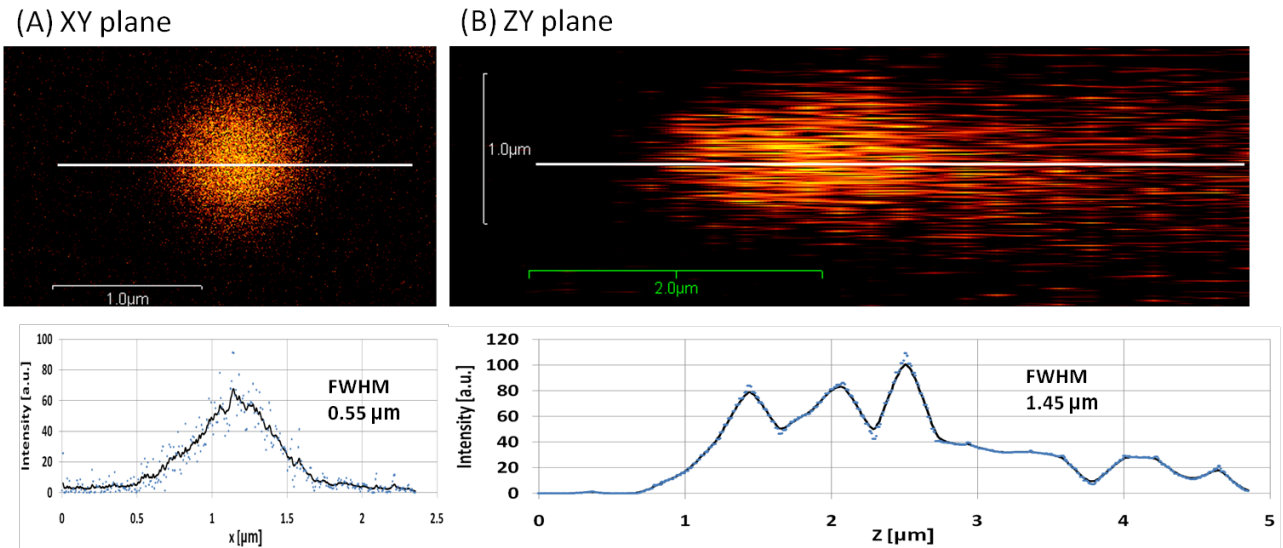 (A) XY plane
(B) ZY plane
1.0µm
1.0µm
2.0µm
Intensity [a.u.]
100
80
60
40
20
0
FWHM
0.55 µm
0
0.5
1
1.5
2
2.5
x [µm]
Intensity [a.u.]
120
100
80
60
40
20
0
FWHM
1.45 µm
0
1
2
3
4
5
Z [µm]